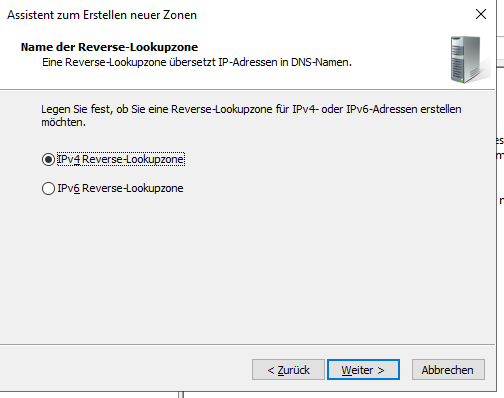 Assistent zum Erstellen neuer Zonen
Name der Reverse-Lookupzone
Eine Reverse-Lookupzone übersetzt IP-Adressen in DNS-Namen.
Legen Sie fest, ob Sie eine Reverse-Lookupzone für IPv4- oder IPv6-Adressen erstellen
möchten.
IPv4 Reverse-Lookupzone
IPv6 Reverse-Lookupzone
< Zurück
Weiter >
Abbrechen